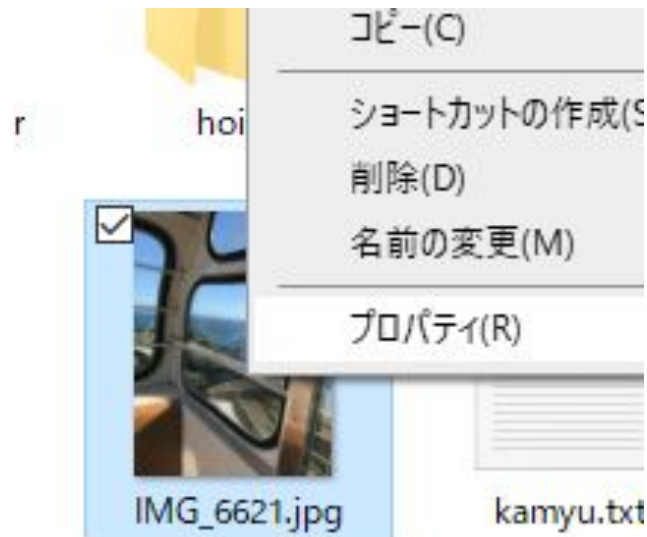 コピー(C)
ショートカットの作成(S
削除(D)
名前の変更(M)
プロパティ(R)
r
hoi
IMG_6621.jpg
kamyu.txt